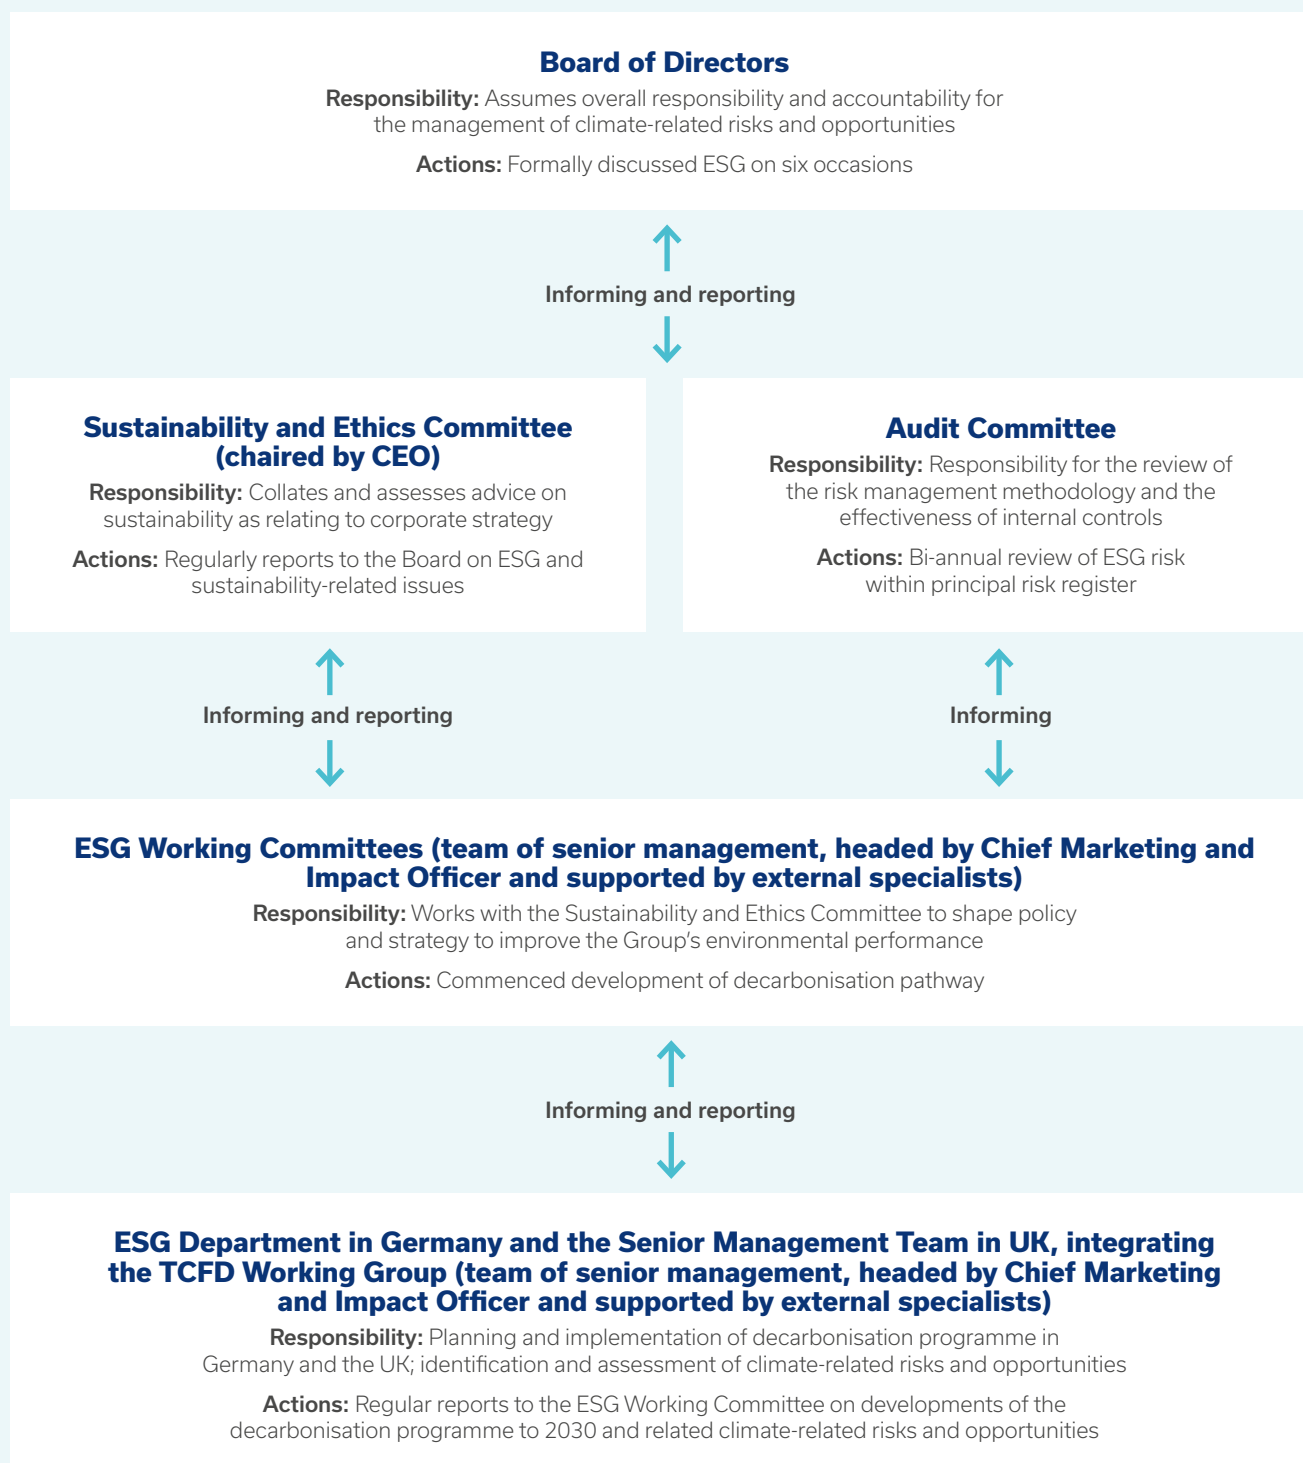 Board of Directors
Responsibility: Assumes overall responsibility and accountability for
the management of climate-related risks and opportunities
Actions: Formally discussed ESG on six occasions
Informing and reporting
Sustainability and Ethics Committee
(chaired by CEO)
Responsibility: Collates and assesses advice on
sustainability as relating to corporate strategy
Actions: Regularly reports to the Board on ESG and
sustainability-related issues
Audit Committee
Responsibility: Responsibility for the review of
the risk management methodology and the
effectiveness of internal controls
Actions: Bi-annual review of ESG risk
within principal risk register
Informing and reporting
Informing
ESG Working Committees (team of senior management, headed by Chief Marketing and
Impact Officer and supported by external specialists)
Responsibility: Works with the Sustainability and Ethics Committee to shape policy
and strategy to improve the Group’s environmental performance
Actions: Commenced development of decarbonisation pathway
Informing and reporting
ESG Department in Germany and the Senior Management Team in UK, integrating
the TCFD Working Group (team of senior management, headed by Chief Marketing
and Impact Officer and supported by external specialists)
Responsibility: Planning and implementation of decarbonisation programme in
Germany and the UK; identification and assessment of climate-related risks and opportunities
Actions: Regular reports to the ESG Working Committee on developments of the
decarbonisation programme to 2030 and related climate-related risks and opportunities